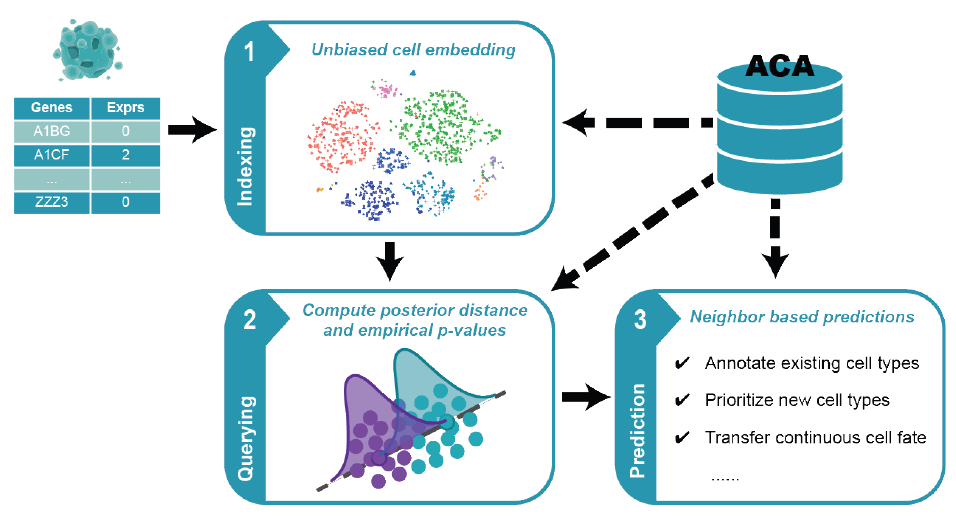 Genes Exprs
A1BG 0
A1CF 2
... ...
ZZZ3 0
1
Unbiased cell embedding
Indexing
ACA
2
Compute posterior distance
and empirical p-values
Querying
3
Neighbor based predictions
✔ Annotate existing cell types
✔ Prioritize new cell types
✔ Transfer continuous cell fate
......
Prediction